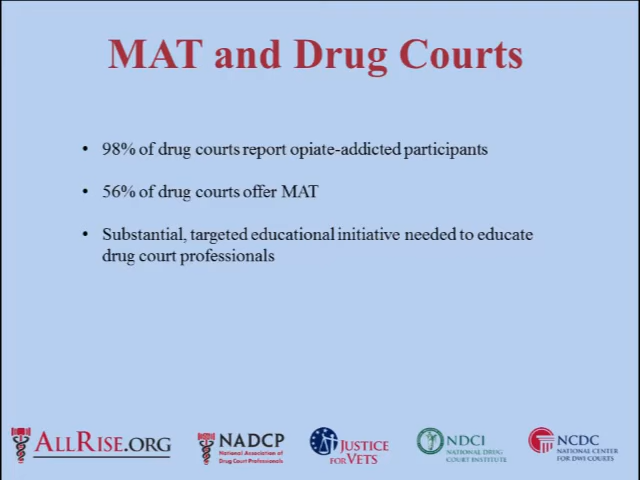 MAT and Drug Courts
• 98% of drug courts report opiate-addicted participants
• 56% of drug courts offer MAT
• Substantial, targeted educational initiative needed to educate
drug court professionals
ALLRISE.ORG
NADCP
National Association of
Drug Court Professionals
JUSTICE
FOR VETS
NDCI
NATIONAL DRUG
COURT INSTITUTE
NCDC
NATIONAL CENTER
FOR DWI COURTS